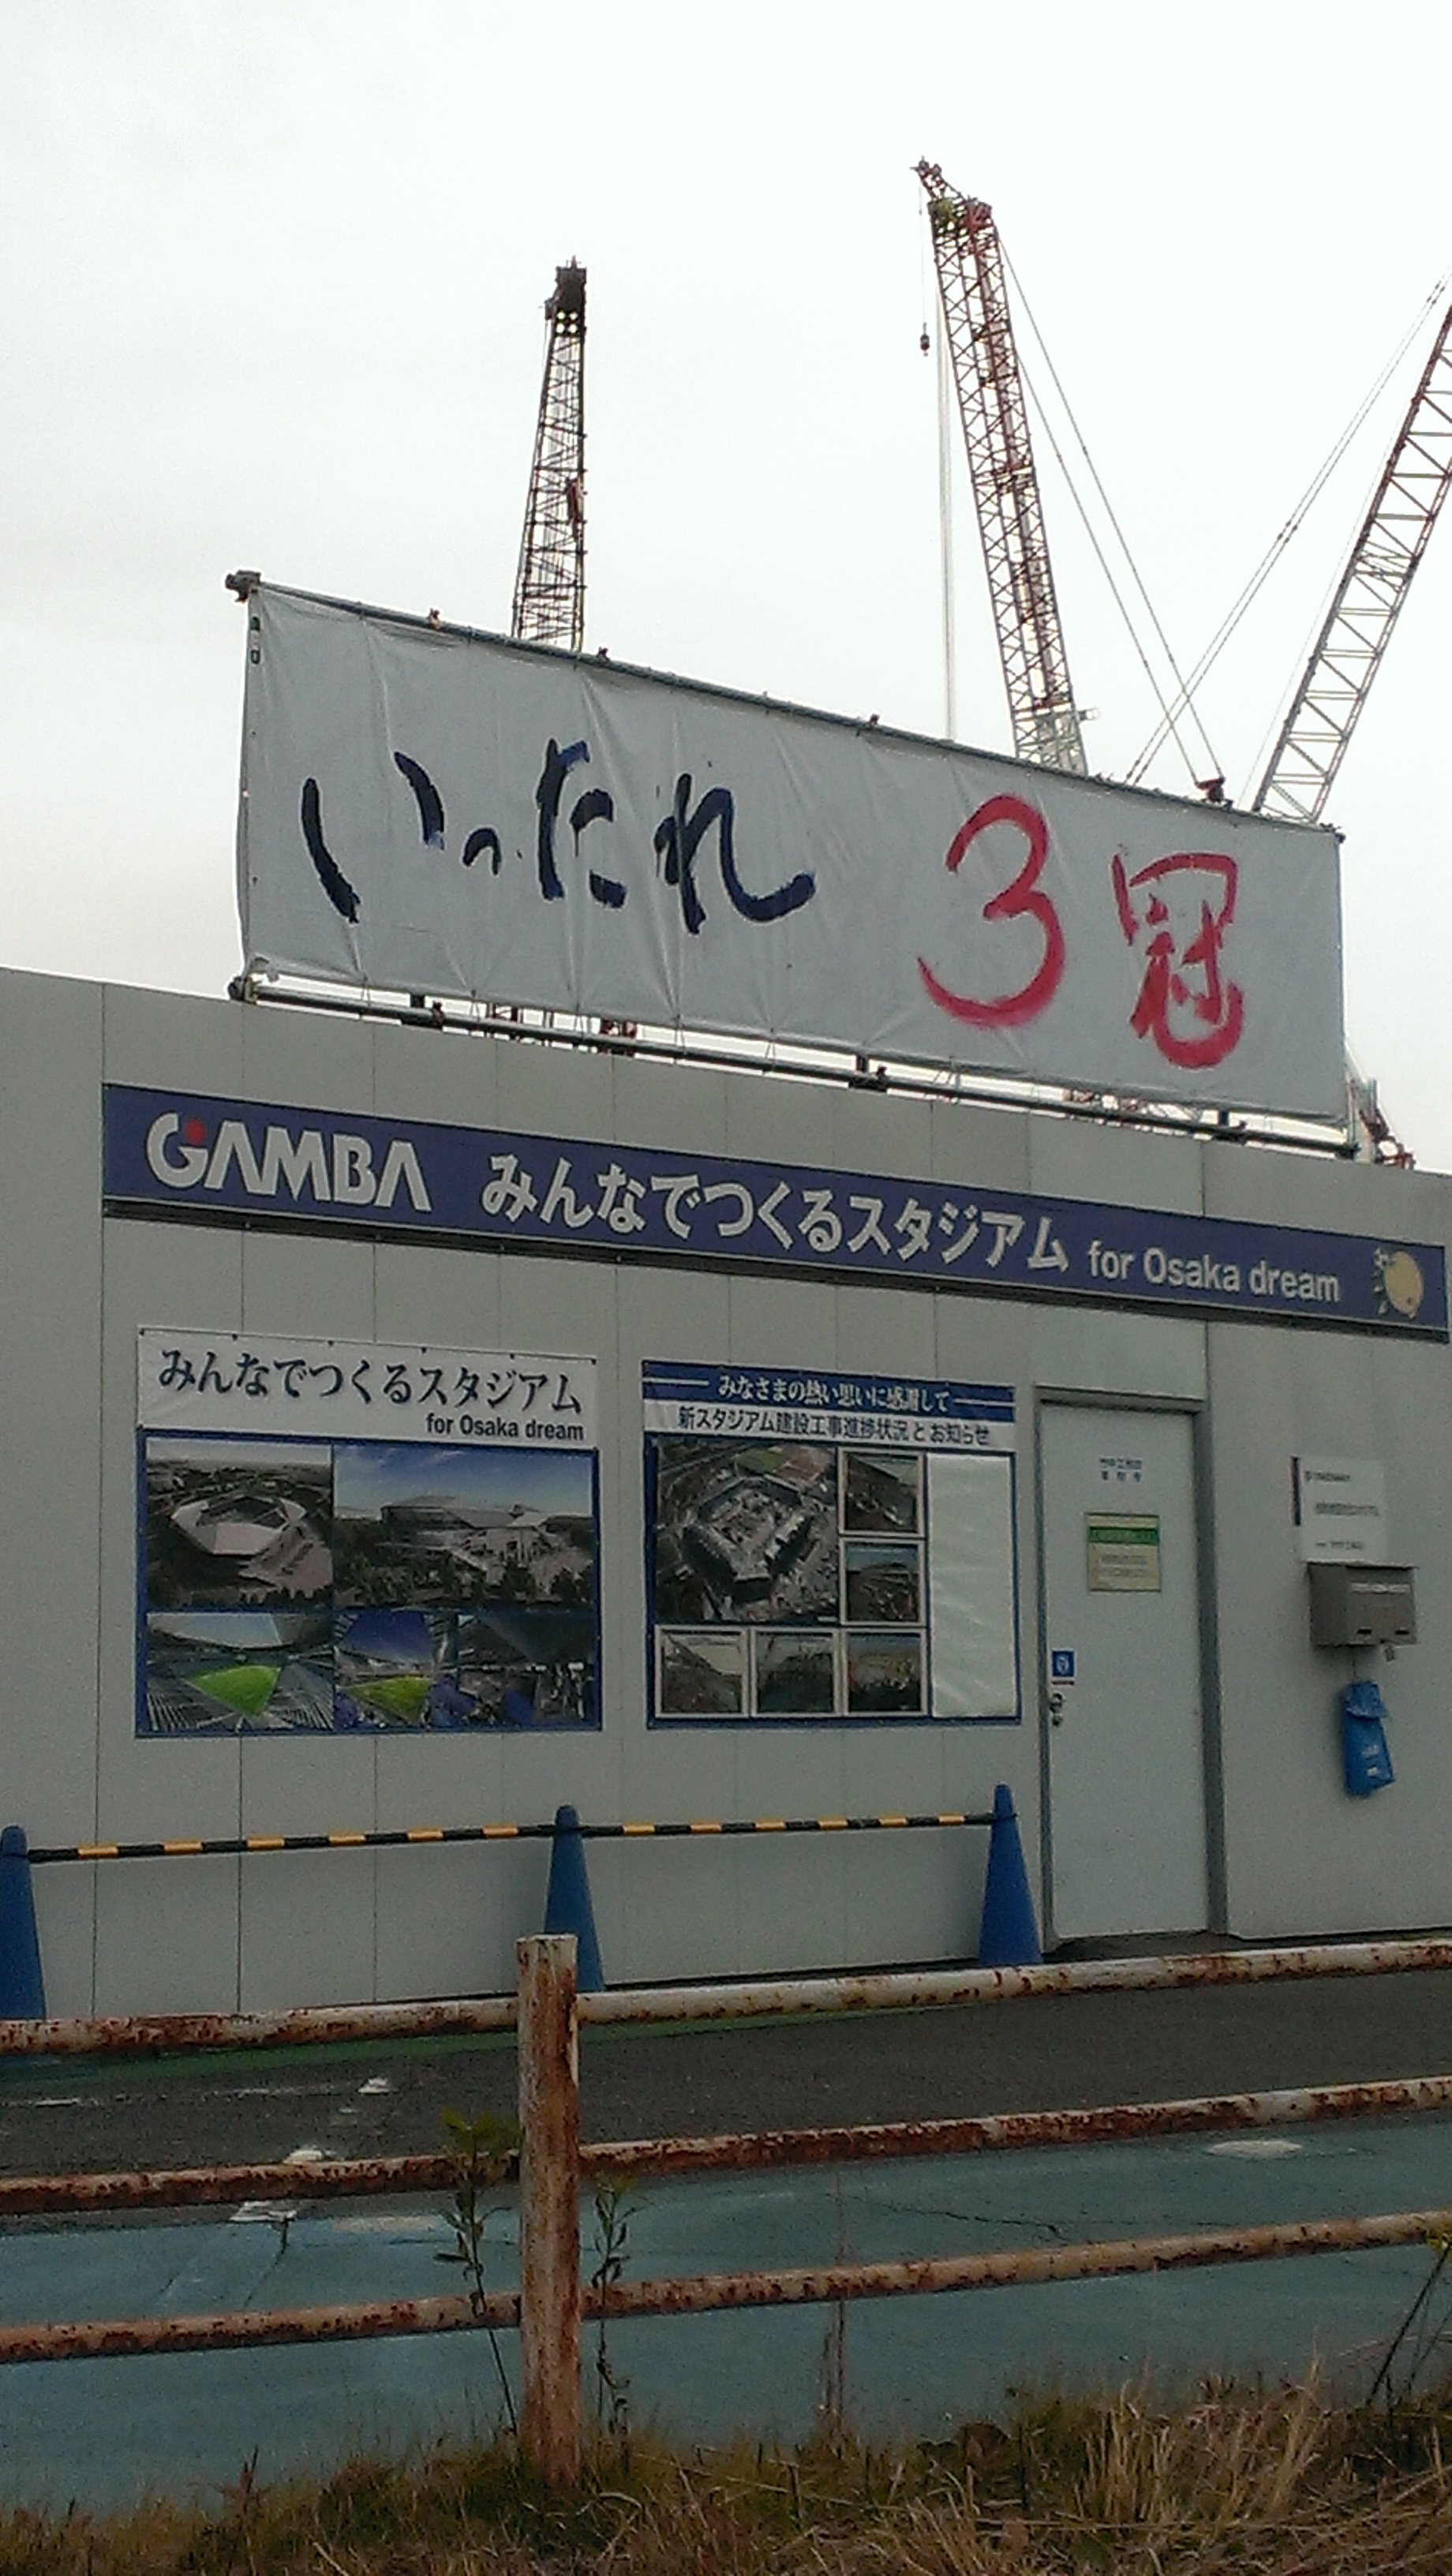 いったれ 3冠
GAMBA みんなでつくるスタジアム for Osaka dream
みんなでつくるスタジアム
for Osaka dream
みなさまの熱い思いに感謝して
新スタジアム建設工事進捗状況とお知らせ